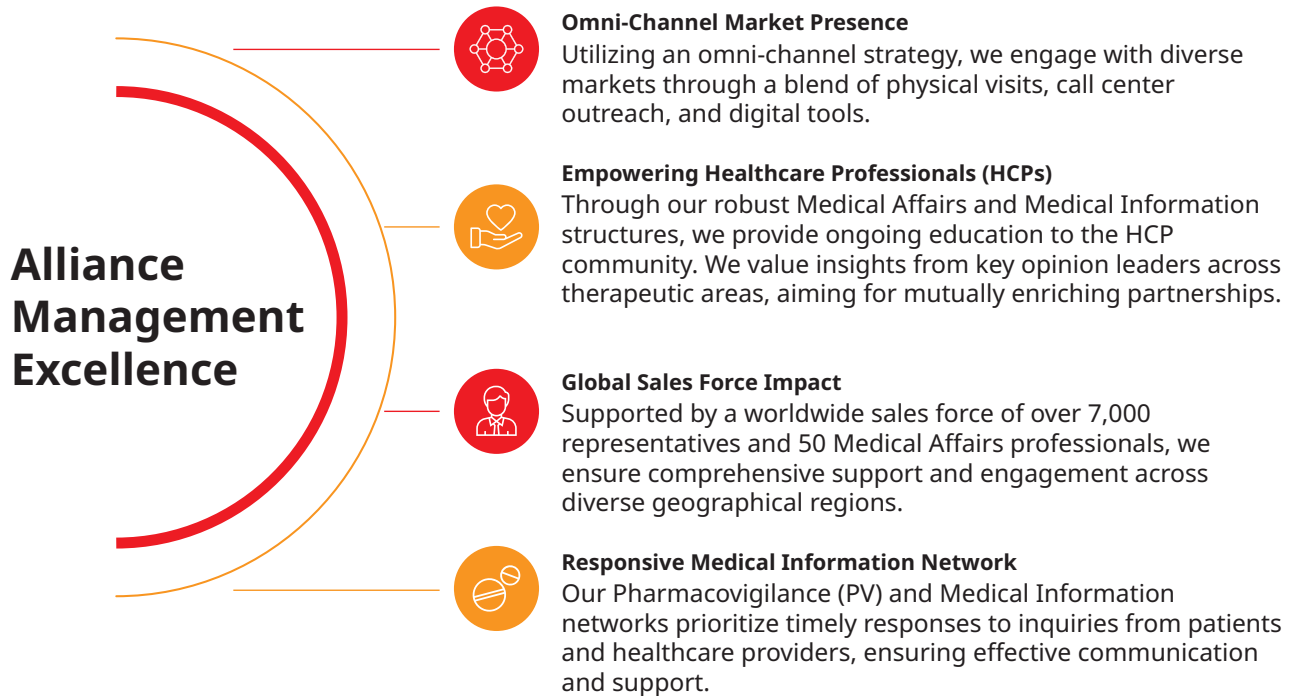 Alliance
Management
Excellence
Omni-Channel Market Presence
Utilizing an omni-channel strategy, we engage with diverse
markets through a blend of physical visits, call center
outreach, and digital tools.
Empowering Healthcare Professionals (HCPs)
Through our robust Medical Affairs and Medical Information
structures, we provide ongoing education to the HCP
community. We value insights from key opinion leaders across
therapeutic areas, aiming for mutually enriching partnerships.
Global Sales Force Impact
Supported by a worldwide sales force of over 7,000
representatives and 50 Medical Affairs professionals, we
ensure comprehensive support and engagement across
diverse geographical regions.
Responsive Medical Information Network
Our Pharmacovigilance (PV) and Medical Information
networks prioritize timely responses to inquiries from patients
and healthcare providers, ensuring effective communication
and support.